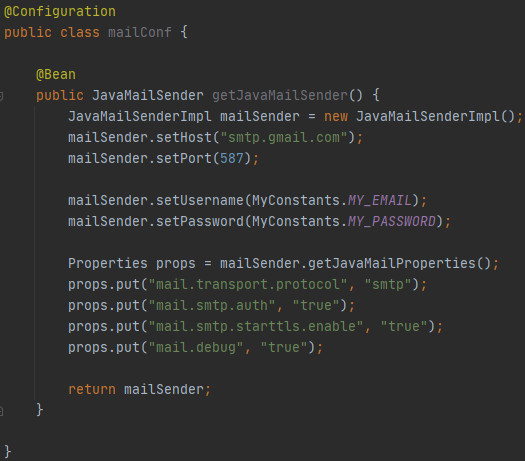 @Configuration
public class mailConf {
@Bean
public JavaMailSender getJavaMailSender() {
JavaMailSenderImpl mailSender = new JavaMailSenderImpl();
mailSender.setHost("smtp.gmail.com");
mailSender.setPort(587);
mailSender.setUsername(MyConstants.MY_EMAIL);
mailSender.setPassword(MyConstants.MY_PASSWORD);
Properties props = mailSender.getJavaMailProperties();
props.put("mail.transport.protocol", "smtp");
props.put("mail.smtp.auth", "true");
props.put("mail.smtp.starttls.enable", "true");
props.put("mail.debug", "true");
return mailSender;
}
}